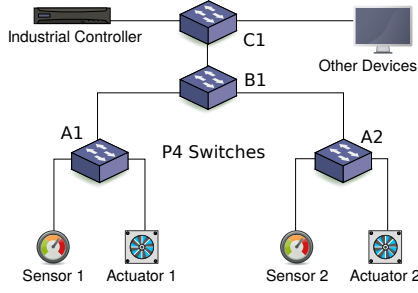 C1
Industrial Controller
Other Devices
B1
A1
P4 Switches
A2
Sensor 1
Actuator 1
Sensor 2
Actuator 2